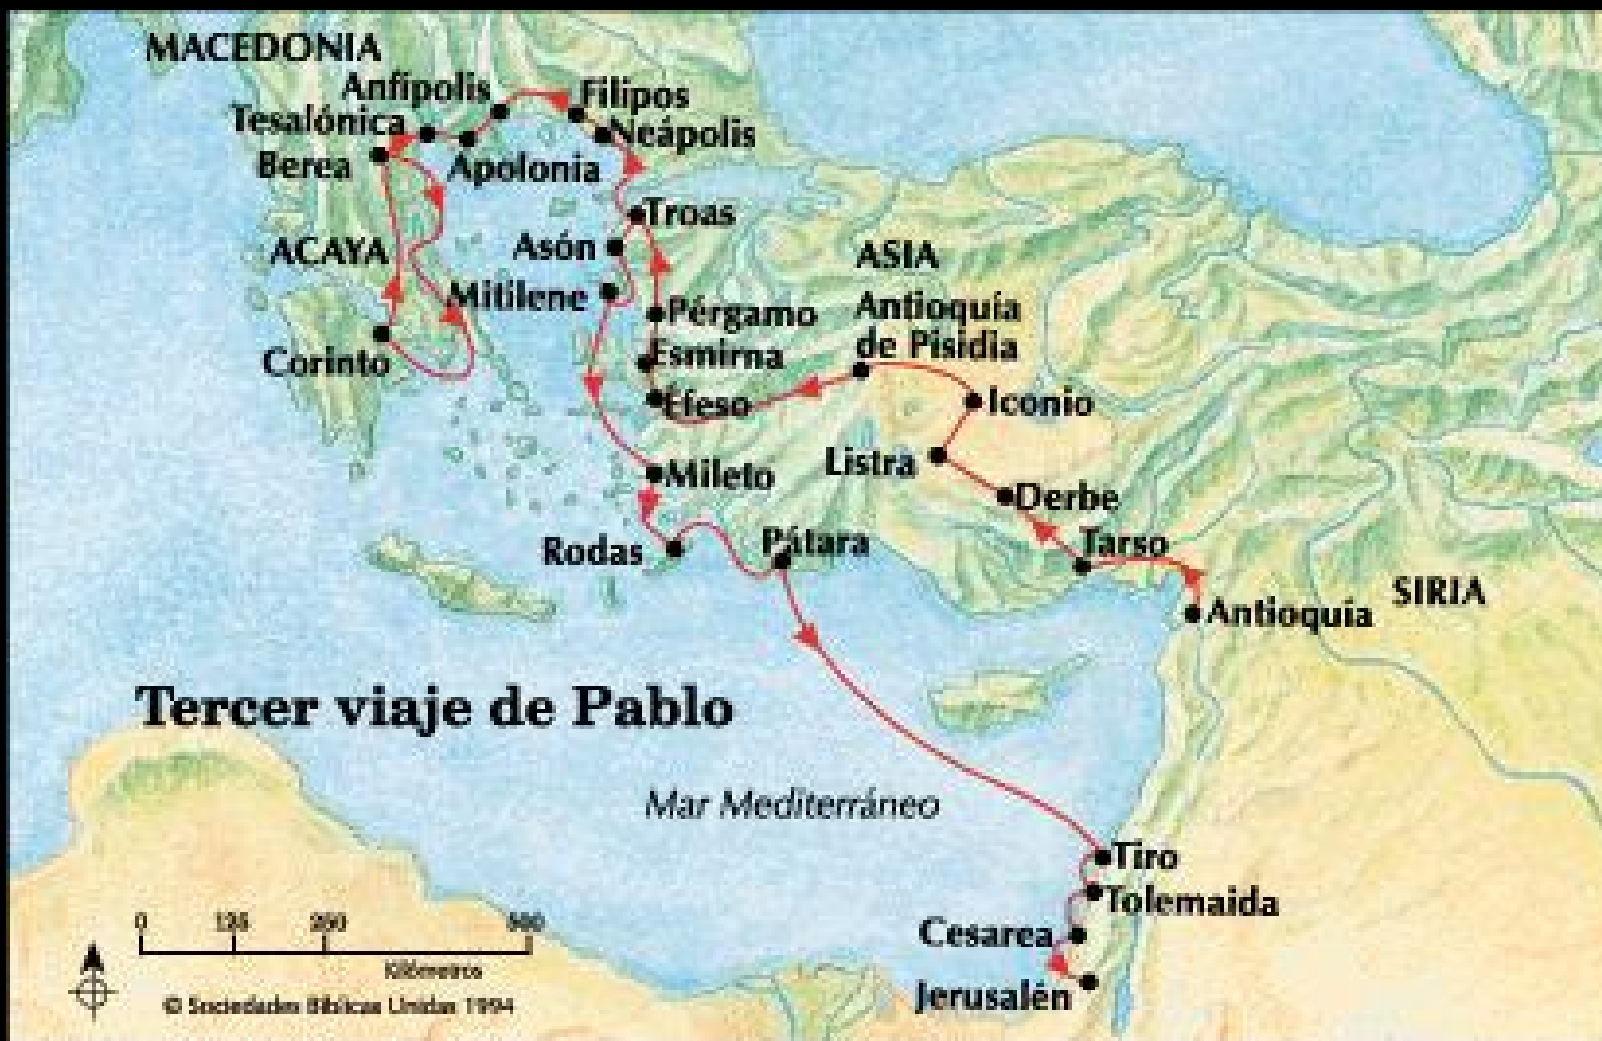 MACEDONIA
Anfípolis
Filipos
Tesalónica
Neápolis
Berea
Apolonia
Troas
ACAYA
Asón
ASIA
Mitilene
Pérgamo
Antioquía
de Pisidia
Corinto
Esmirna
Éfeso
Iconio
Listra
Mileto
Derbe
Rodas
Pátara
Tarso
SIRIA
Antioquía
Tercer viaje de Pablo
Mar Mediterráneo
Tiro
Tolemaida
Cesarea
Jerusalén
0 125 250 500
Kilómetros
© Sociedades Bíblicas Unidas 1994